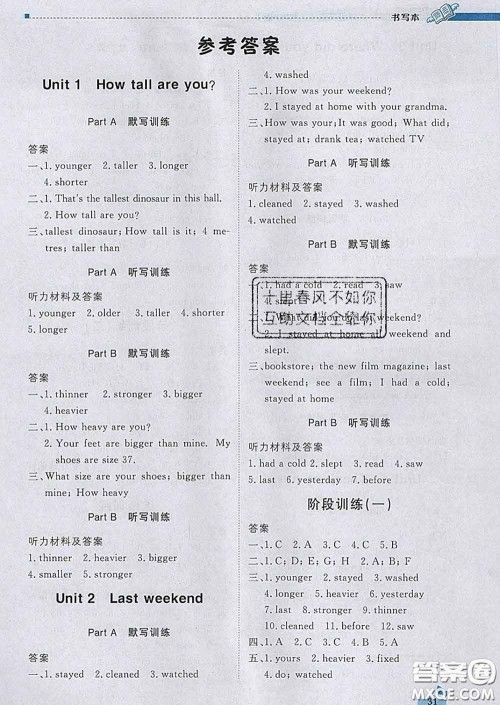 书写本
参考答案
Unit 1 How tall are you?
Part A 默写训练
答案
一、1. younger 2. taller 3. longer
4. shorter
二、1. That's the tallest dinosaur in this hall.
2. How tall are you?
三、tallest dinosaur; How tall is it; 4 me-
tres; taller than
Part A 听写训练
听力材料及答案
1. younger 2. older 3. taller 4. shorter
5. longer
Part B 默写训练
答案
一、1. thinner 2. stronger 3. bigger
4. heavier
二、1. How heavy are you?
2. Your feet are bigger than mine. My
shoes are size 37.
三、What size are your shoes; bigger than
mine; How heavy
Part B 听写训练
听力材料及答案
1. thinner 2. heavier 3. bigger
4. smaller 5. stronger
Unit 2 Last weekend
Part A 默写训练
答案
一、1. stayed 2. cleaned 3. watched
4. washed
二、1. How was your weekend?
2. I stayed at home with your grandma.
三、How was your; It was good; What did;
stayed at; drank tea; watched TV
Part A 听写训练
听力材料及答案
1. cleaned 2. stayed 3. washed
4. watched
Part B 默写训练
答案
一、1. had a cold 2. read 3. saw
4. slept
二、1. What did you do last weekend?
2. I stayed at home all weekend
and slept.
三、bookstore; the new film magazine; last
weekend; see a film; I had a cold;
stayed at home
Part B 听写训练
听力材料及答案
1. had a cold 2. slept 3. read 4. saw
5. last 6. yesterday 7. before
阶段训练(一)
答案
一、1. C 2. A 3. C 4. C 5. B
二、1. C; D; E; G; H 2. A; B; F
三、1. younger 2. stayed 3. washed
4. longer 5. watched 6. yesterday
7. last 8. stronger 9. before
10. cleaned 11. slept 12. shorter
四、1. A 2. C 3. B 4. C 5. A
五、1. yours 2. heavier 3. fixed
4. do 5. watched
十里春风不如你
互助文档全靠你
答案圈
MXQE.COM
31